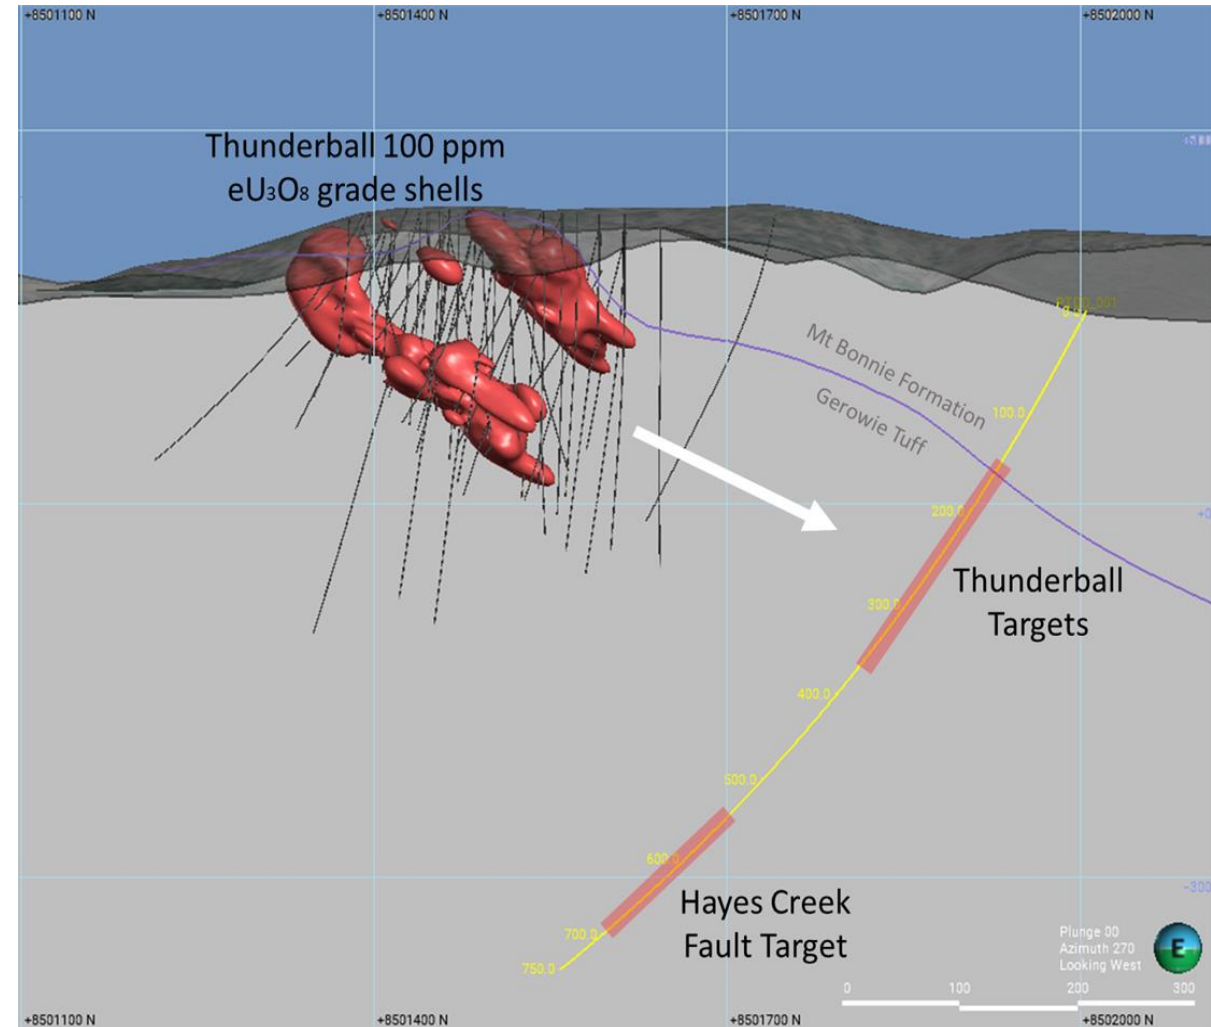 +8501100 N
+8501400 N
+8501700 N
+8502000 N
Thunderball 100 ppm
eU₃O₈ grade shells
Mt Bonnie Formation
Gerowie Tuff
100.0
200.0
300.0
400.0
500.0
600.0
700.0
750.0
Thunderball
Targets
Hayes Creek
Fault Target
+0
-300
Plunge 00
Azimuth 270
Looking West
E
0 100 200 300
+8501100 N
+8501400 N
+8501700 N
+8502000 N